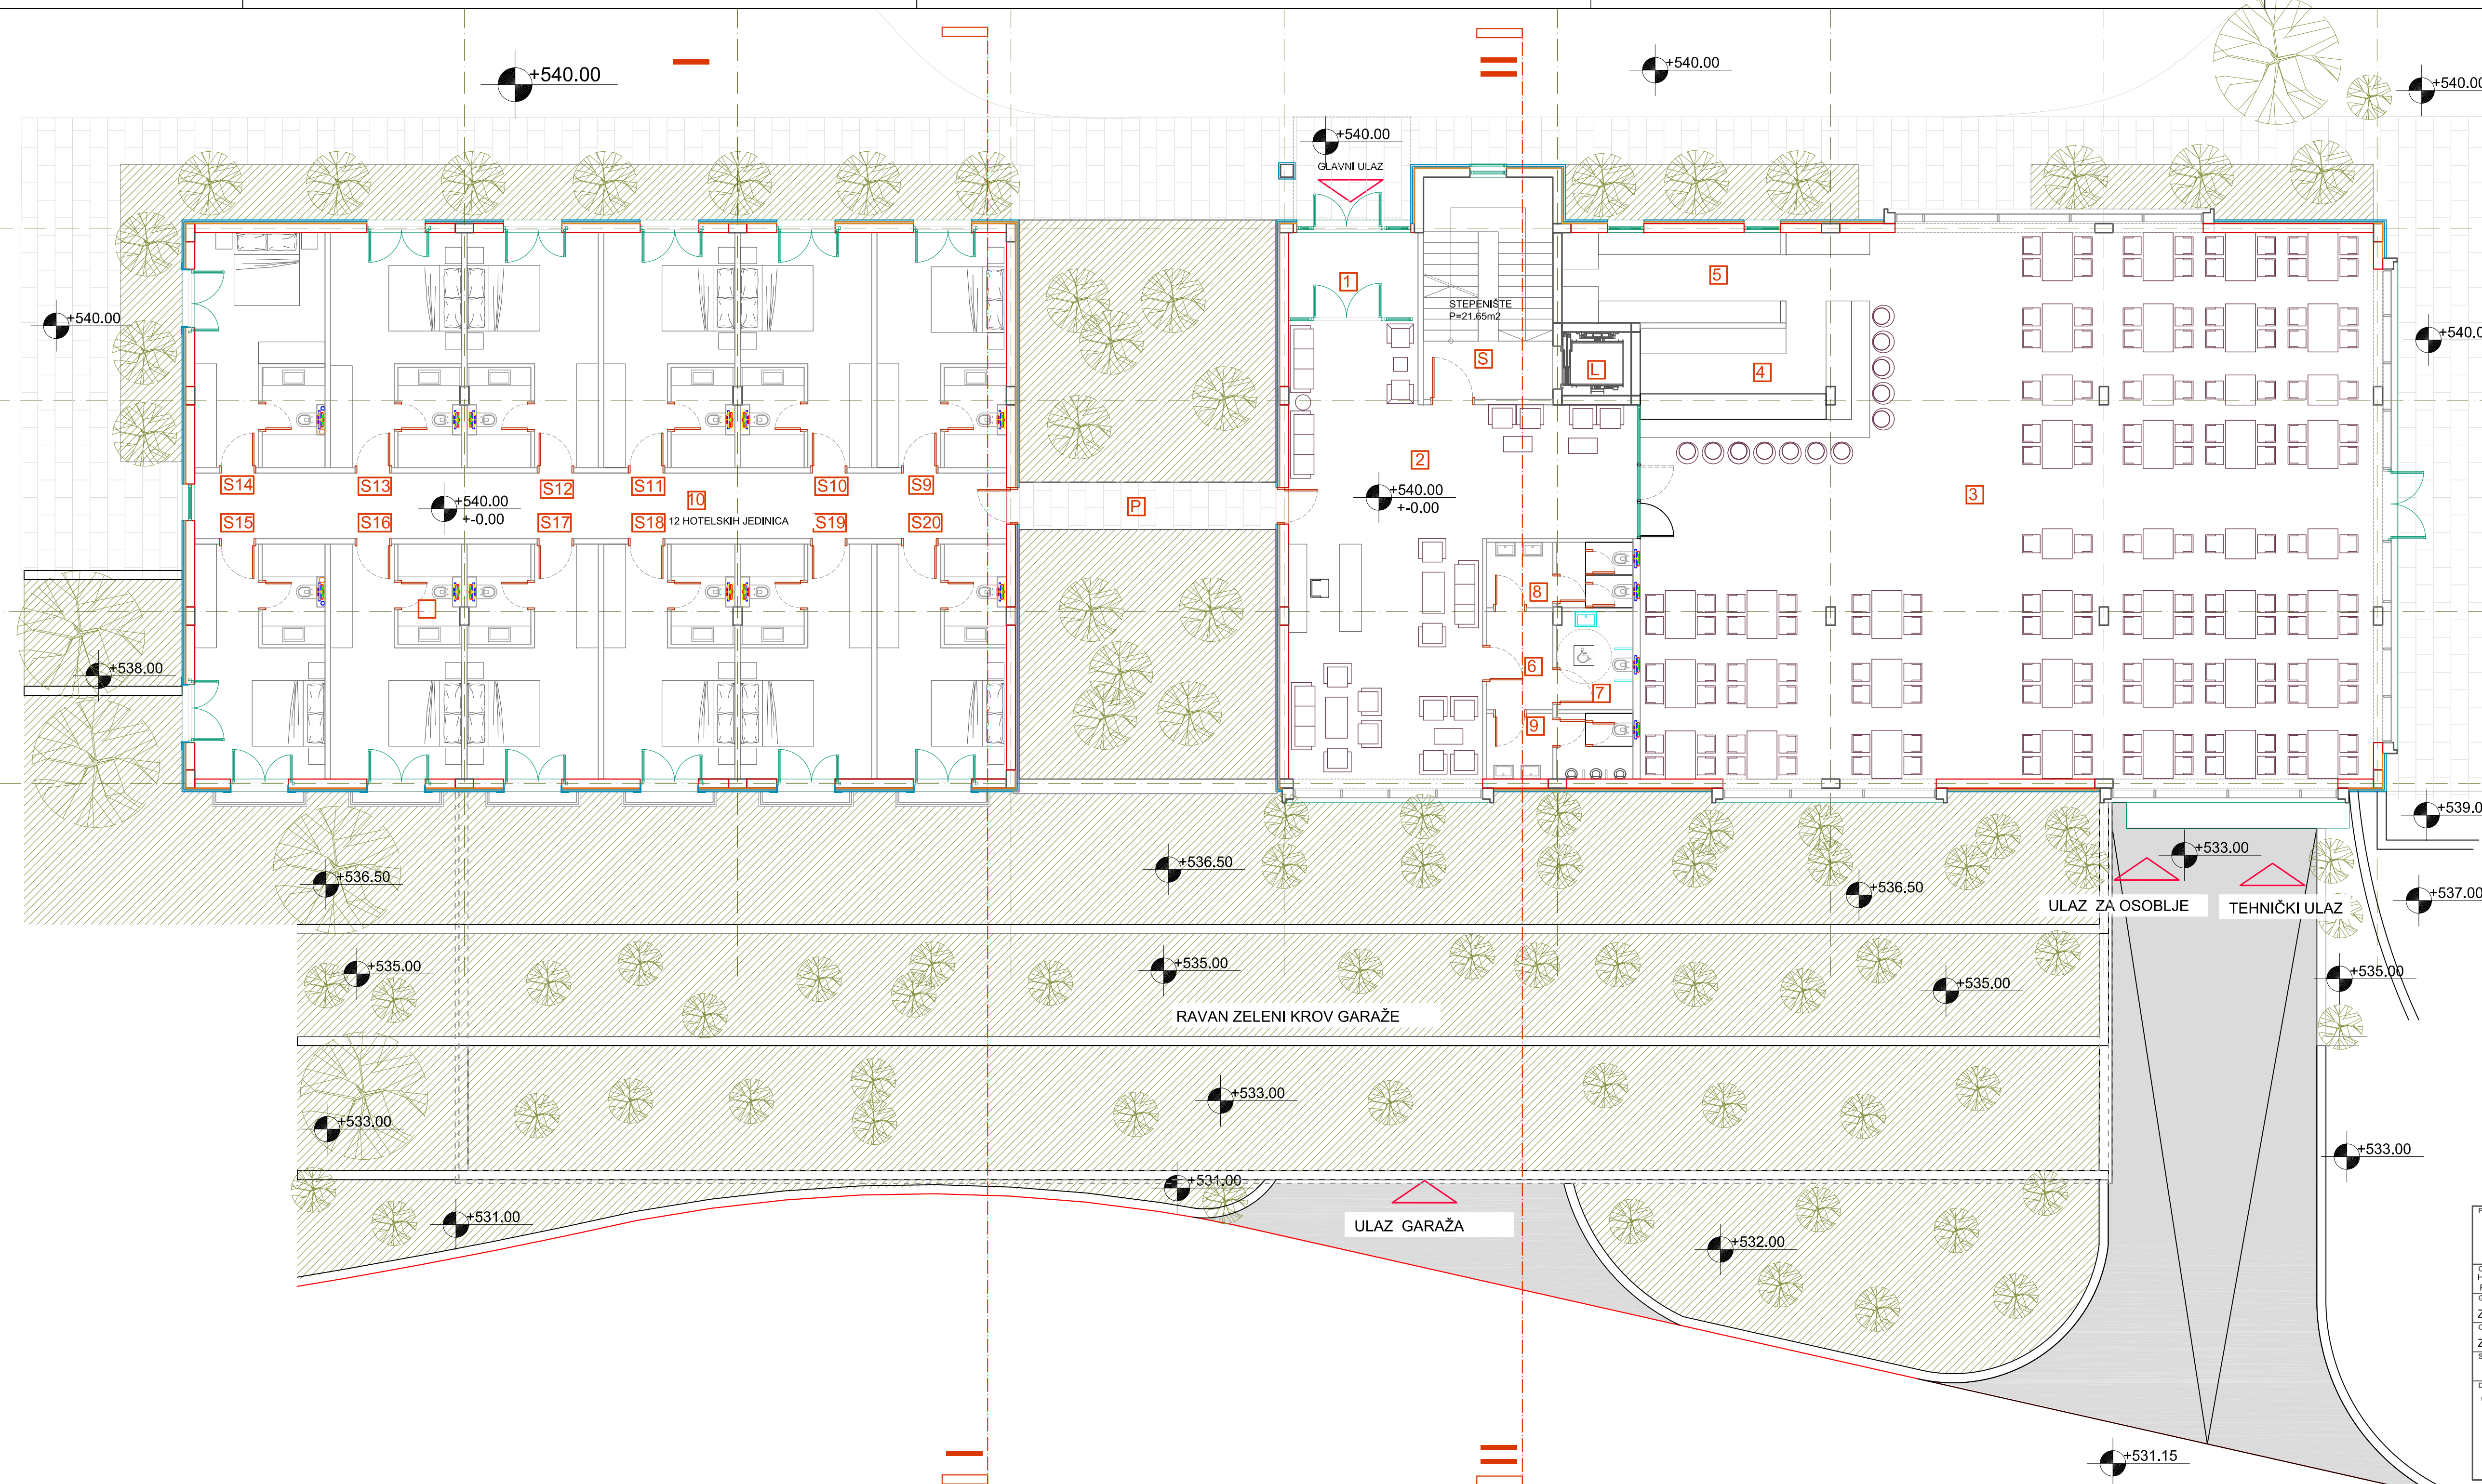 +540.00
+540.00
+540.00
+540.00
GLAVNI ULAZ
1
5
STEPENIŠTE
P=21.65m2
+540.00
+540.0
S
L
4
2
S14
S13
S12
S11
10
S10
S9
+540.00
+-0.00
+540.00
+-0.00
3
P
S15
S16
S17
S18
12 HOTELSKIH JEDINICA
S19
S20
8
6
7
9
+538.00
+539.0
+533.00
+536.50
+536.50
+536.50
+537.00
ULAZ ZA OSOBLJE
TEHNIČKI ULAZ
+535.00
+535.00
+535.00
+535.00
RAVAN ZELENI KROV GARAŽE
+533.00
+533.00
+533.00
+531.00
+531.00
ULAZ GARAŽA
+532.00
+531.15